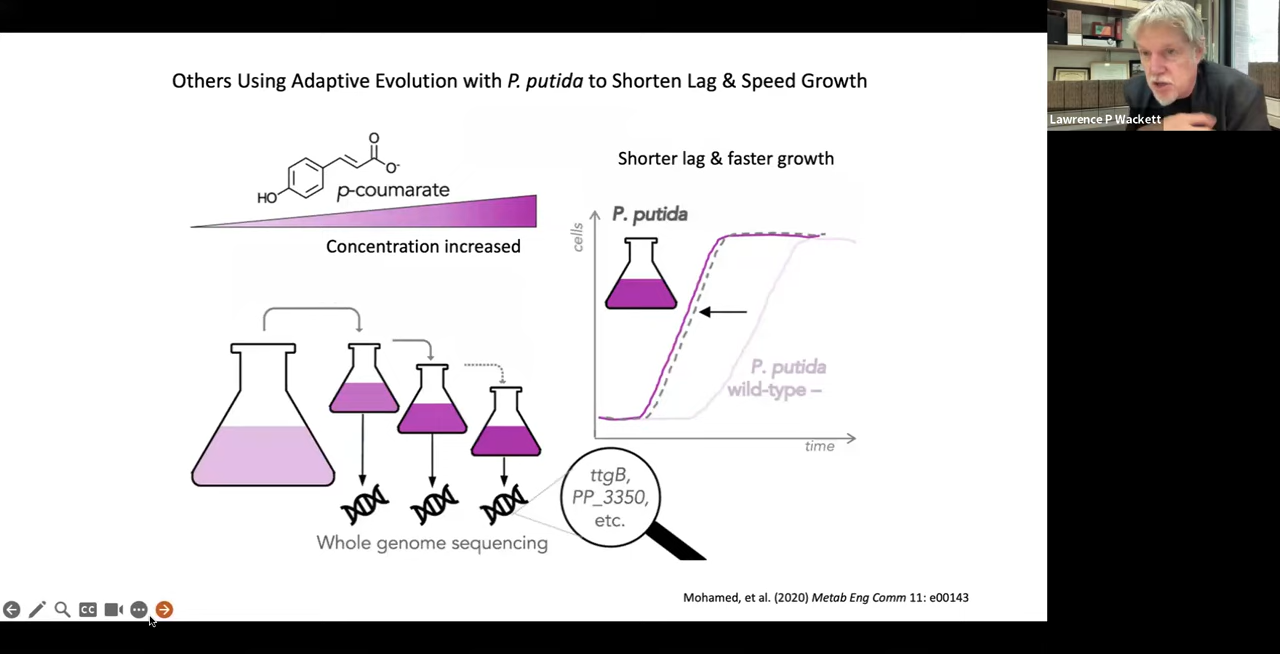 Others Using Adaptive Evolution with P. putida to Shorten Lag & Speed Growth
Lawrence P Wackett
O
O-
HO
p-coumarate
Concentration increased
Shorter lag & faster growth
P. putida
cells
P. putida
wild-type –
time
ttgB,
PP_3350,
etc.
Whole genome sequencing
Mohamed, et al. (2020) Metab Eng Comm 11: e00143
CC